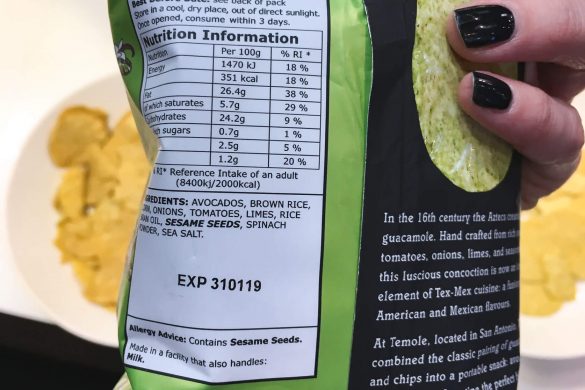 see back of pack
Store in a cool, dry place, out of direct sunlight.
Once opened, consume within 3 days.
Nutrition Information
Nutrition Per 100g % RI *
Energy 1470 kJ 18 %
351 kcal 18 %
Fat 26.4g 38 %
which saturates 5.7g 29 %
24.2g 9 %
sugars 0.7g 1 %
2.5g 5 %
1.2g 20 %
RI* Reference Intake of an adult
(8400kj/2000kcal)
AVOCADOS, BROWN RICE,
ONIONS, TOMATOES, LIMES, RICE
OIL, SESAME SEEDS, SPINACH
SEA SALT.
EXP 310119
Allergy Advice: Contains Sesame Seeds.
Made in a facility that also handles:
Milk.
In the 16th century the Aztecs
guacamole. Hand crafted from
tomatoes, onions, limes, and
this luscious concoction is now
element of Tex-Mex cuisine: a
American and Mexican flavours.
At Temole, located in San Antonio,
combined the classic pairing of
and chips into a portable snack:
the perfect